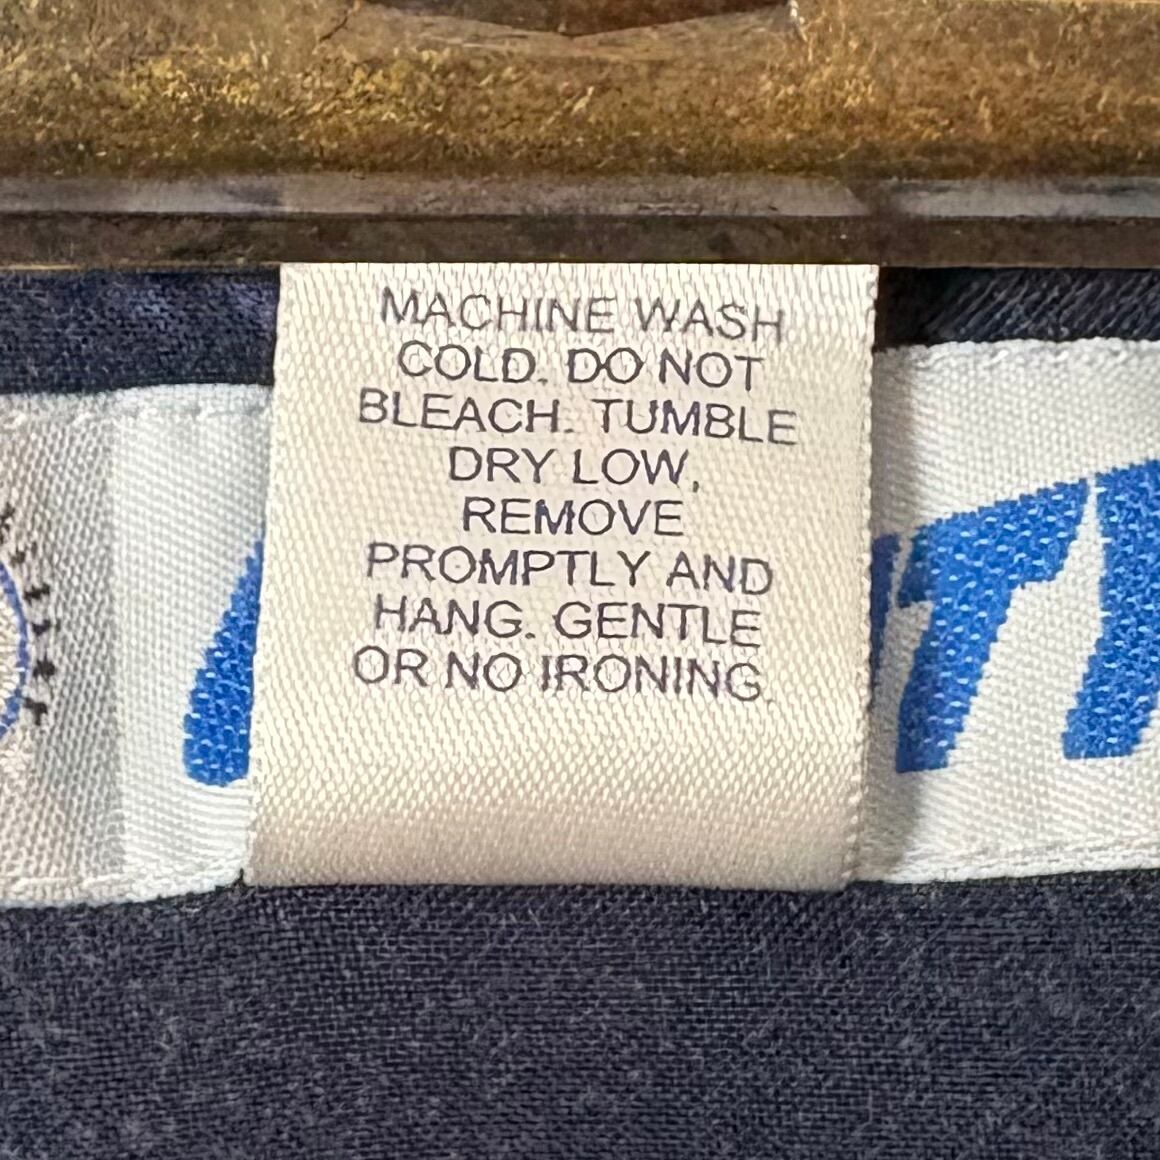 MACHINE WASH
COLD. DO NOT
BLEACH. TUMBLE
DRY LOW,
REMOVE
PROMPTLY AND
HANG. GENTLE
OR NO IRONING.